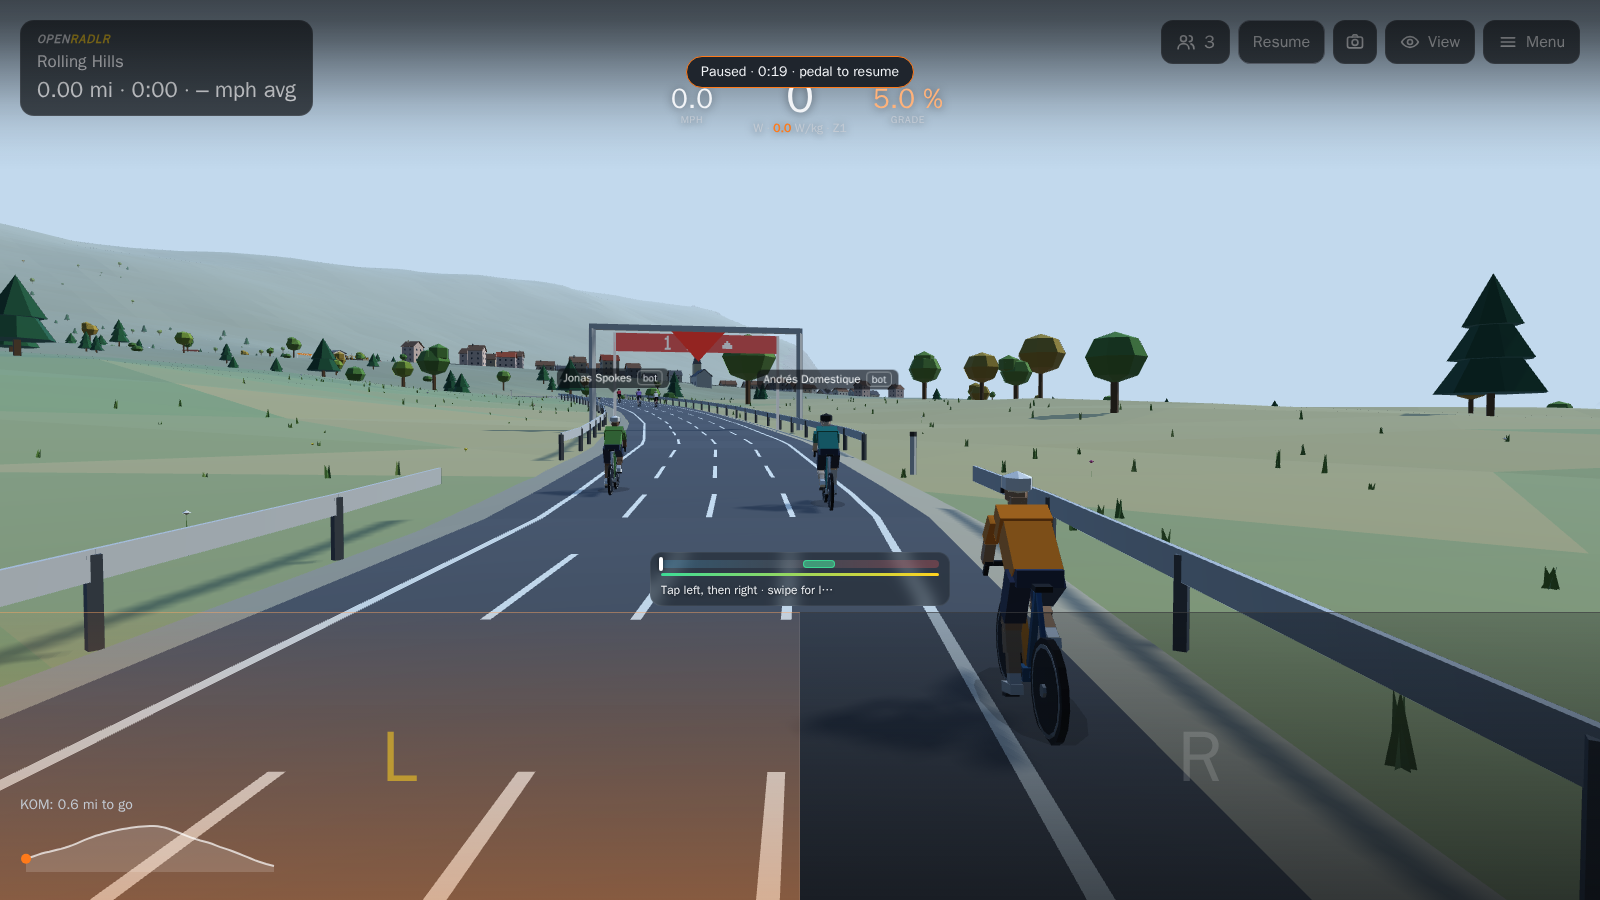 OPENRADLR
Rolling Hills
0.00 mi · 0:00 · – mph avg
Paused · 0:19 · pedal to resume
3
Resume
View
Menu
0.0
MPH
0
W 0.0 W/kg Z1
5.0 %
GRADE
1
Jonas Spokes bot
Andrés Domestique bot
Tap left, then right · swipe for l···
L
R
KOM: 0.6 mi to go